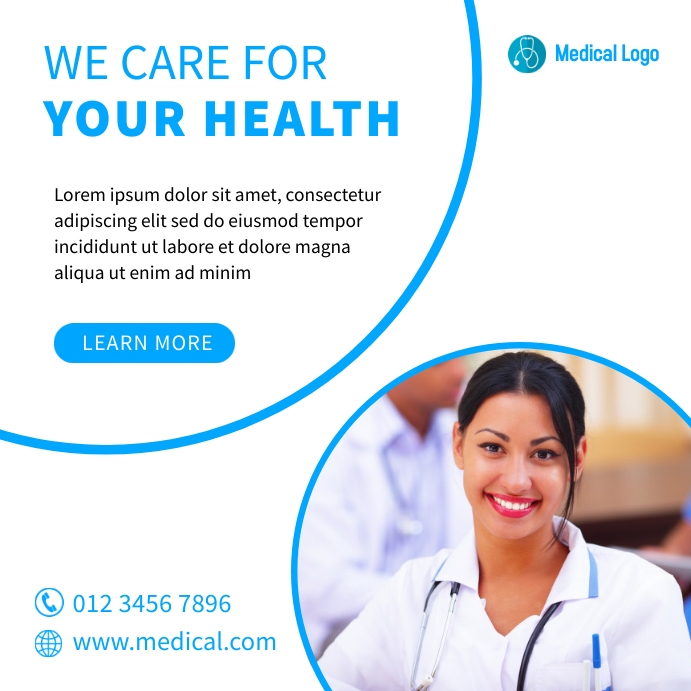 WE CARE FOR
YOUR HEALTH
Medical Logo
Lorem ipsum dolor sit amet, consectetur
adipiscing elit sed do eiusmod tempor
incididunt ut labore et dolore magna
aliqua ut enim ad minim
LEARN MORE
012 3456 7896
www.medical.com